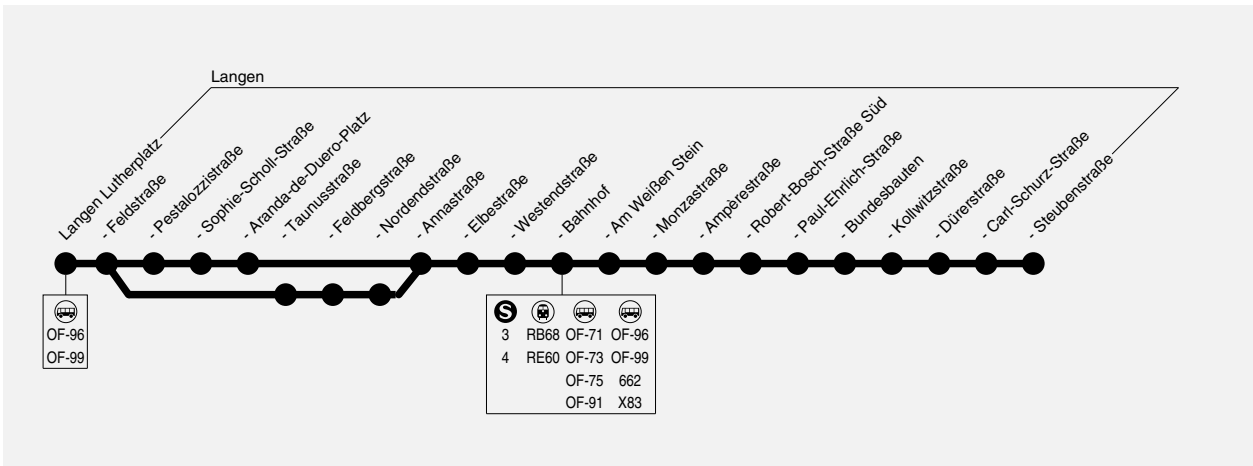 Langen
Langen Lutherplatz
- Feldstraße
- Pestalozzistraße
- Sophie-Scholl-Straße
- Aranda-de-Duero-Platz
- Taunusstraße
- Feldbergstraße
- Nordendstraße
- Annastraße
- Elbestraße
- Westendstraße
- Bahnhof
- Am Weißen Stein
- Monzastraße
- Ampèrestraße
- Robert-Bosch-Straße Süd
- Paul-Ehrlich-Straße
- Bundesbauten
- Kollwitzstraße
- Dürerstraße
- Carl-Schurz-Straße
- Steubenstraße
OF-96
OF-99
S
3 RB68 OF-71 OF-96
4 RE60 OF-73 OF-99
OF-75 662
OF-91 X83